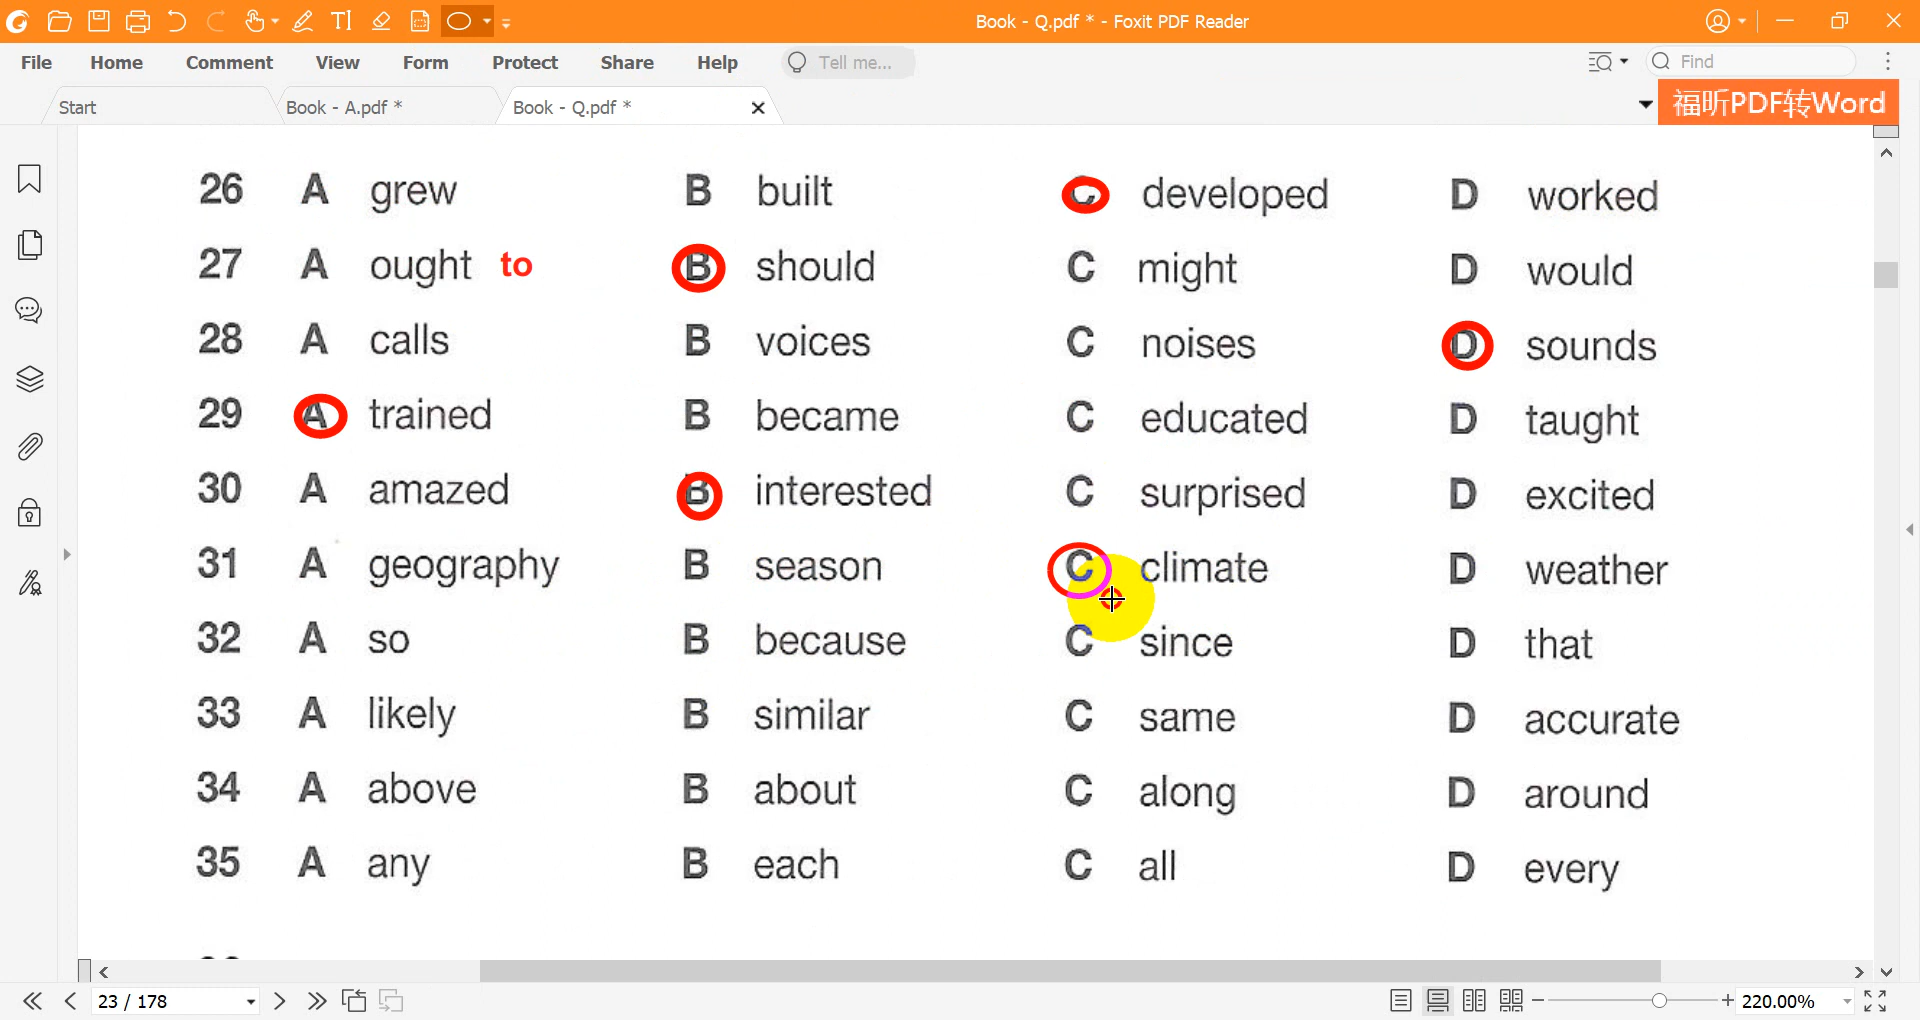 TI
Book - Q.pdf * - Foxit PDF Reader
File Home Comment View Form Protect Share Help Tell me... Find
Start Book - A.pdf * Book - Q.pdf * 福昕PDF转Word
26 A grew B built C developed D worked
27 A ought to B should C might D would
28 A calls B voices C noises D sounds
29 A trained B became C educated D taught
30 A amazed B interested C surprised D excited
31 A geography B season C climate D weather
32 A so B because C since D that
33 A likely B similar C same D accurate
34 A above B about C along D around
35 A any B each C all D every
23 / 178 220.00%